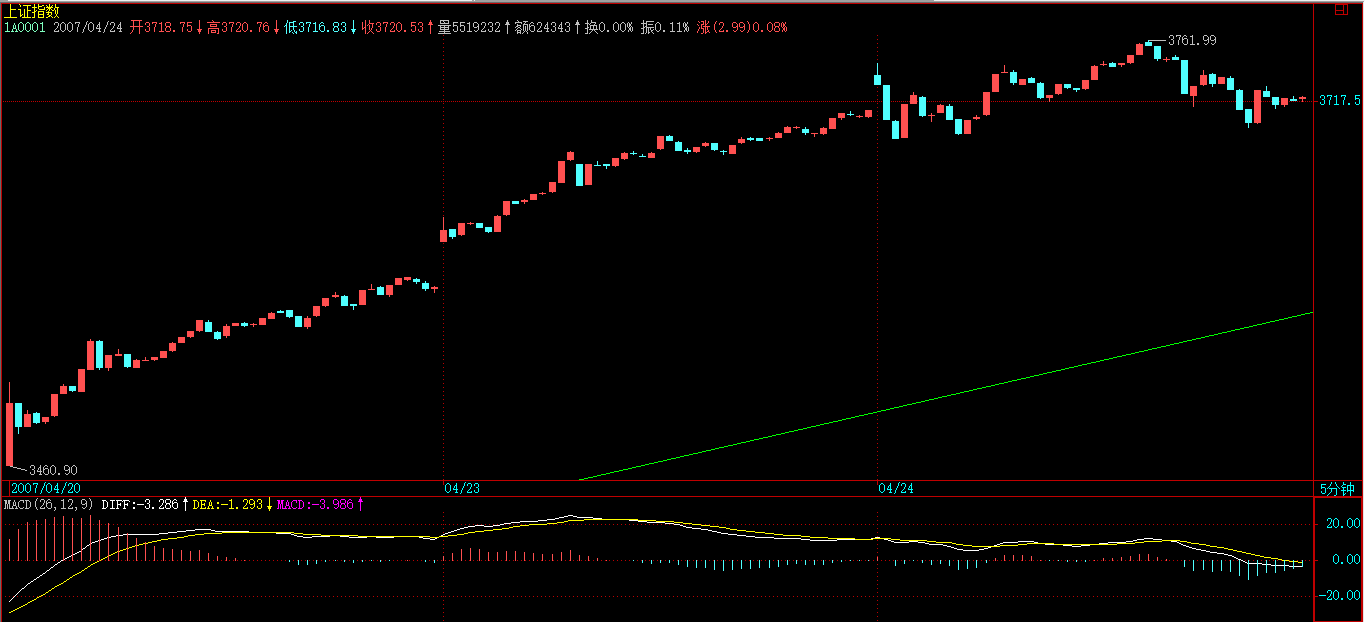 上证指数
1A0001 2007/04/24 开3718.75↓高3720.76↓低3716.83↓收3720.53↑量5519232↑额624343↑换0.00% 振0.11% 涨(2.99)0.08%
3761.99
3717.5
3460.90
2007/04/20 04/23 04/24 5分钟
MACD(26,12,9) DIFF:-3.286↑DEA:-1.293↓MACD:-3.986↑
20.00
0.00
-20.00